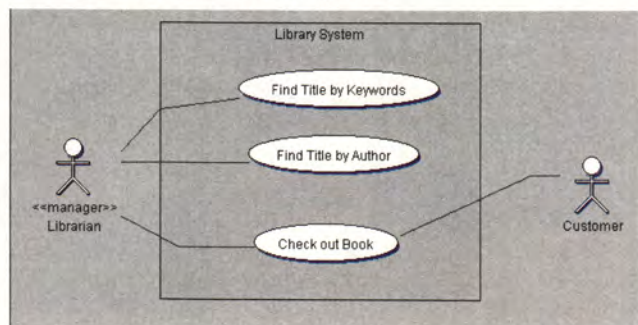 Library System
Find Title by Keywords
Find Title by Author
<<manager>>
Librarian
Check out Book
Customer